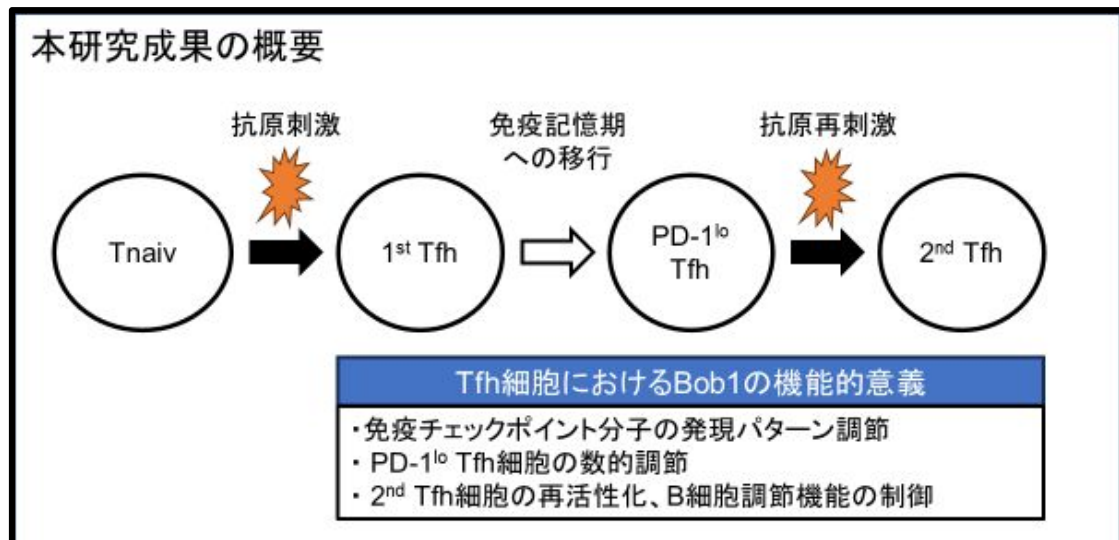 本研究成果の概要
抗原刺激
免疫記憶期
への移行
抗原再刺激
Tnaiv
1st Tfh
PD-1lo
Tfh
2nd Tfh
Tfh細胞におけるBob1の機能的意義
・免疫チェックポイント分子の発現パターン調節
・ PD-1lo Tfh細胞の数的調節
・ 2nd Tfh細胞の再活性化、B細胞調節機能の制御